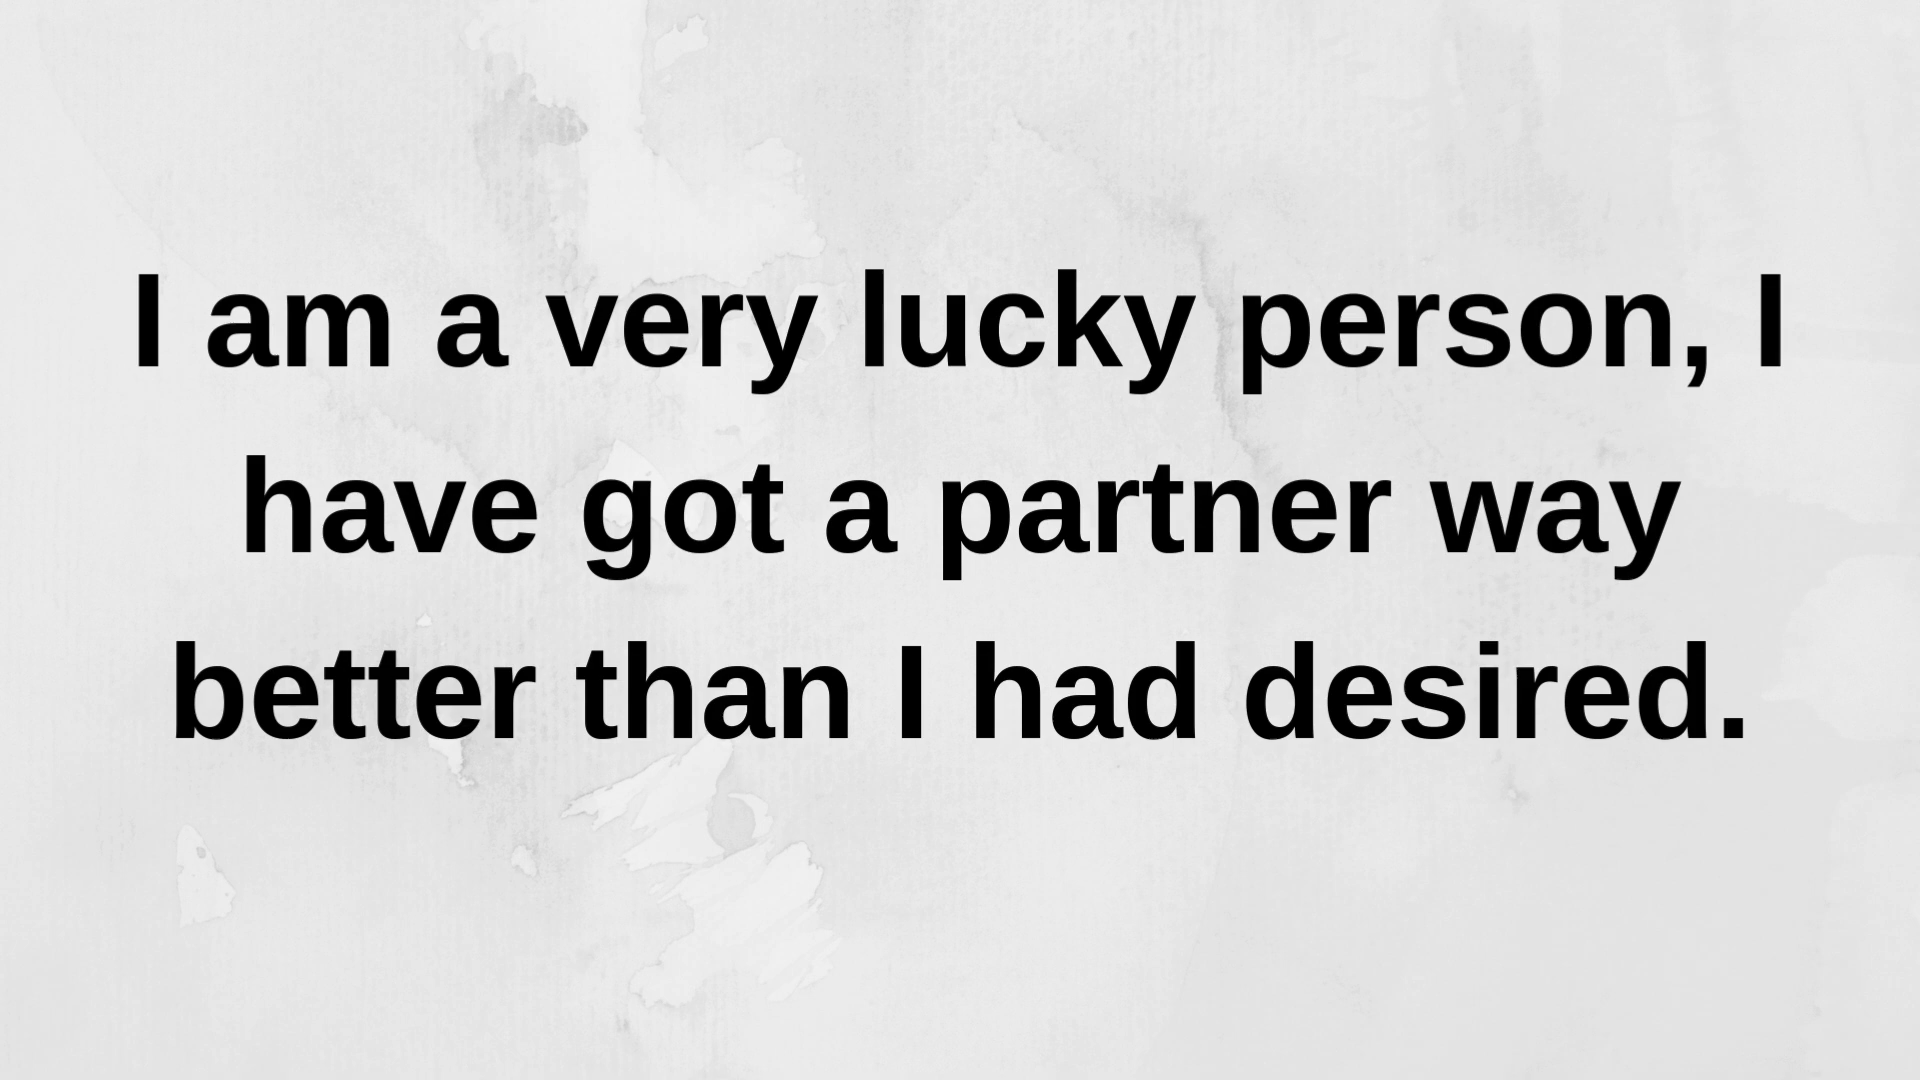 I am a very lucky person, I
have got a partner way
better than I had desired.